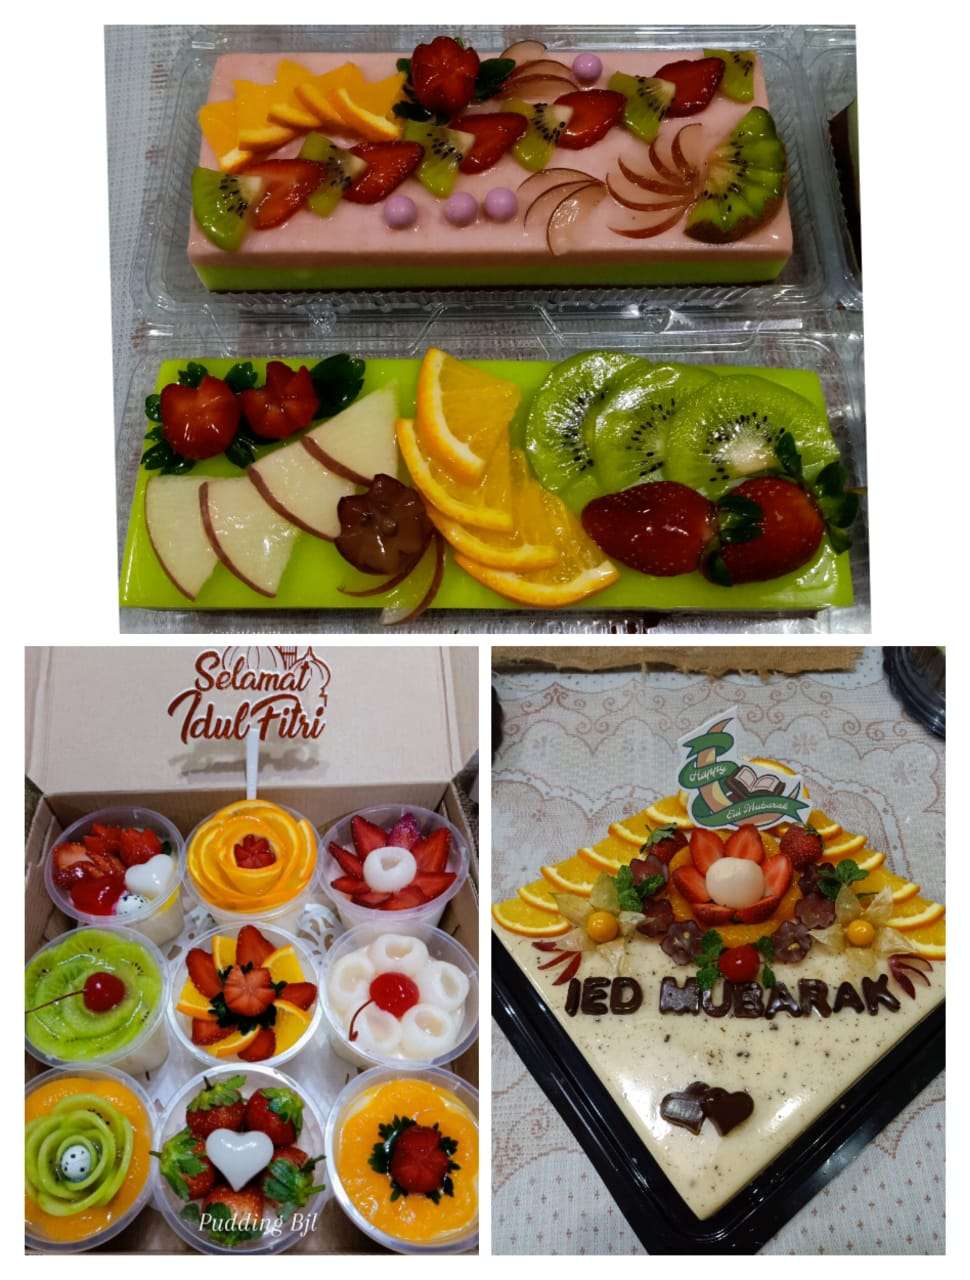 Selamat
Idul Fitri
Pudding Bjl
Happy
Eid Mubarak
IED MUBARAK